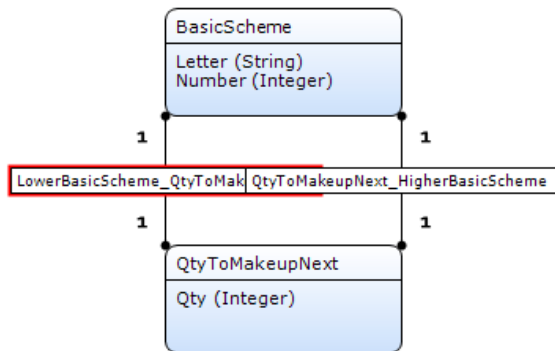 BasicScheme
Letter (String)
Number (Integer)
1 1
LowerBasicScheme_QtyToMak QtyToMakeupNext_HigherBasicScheme
1 1
QtyToMakeupNext
Qty (Integer)